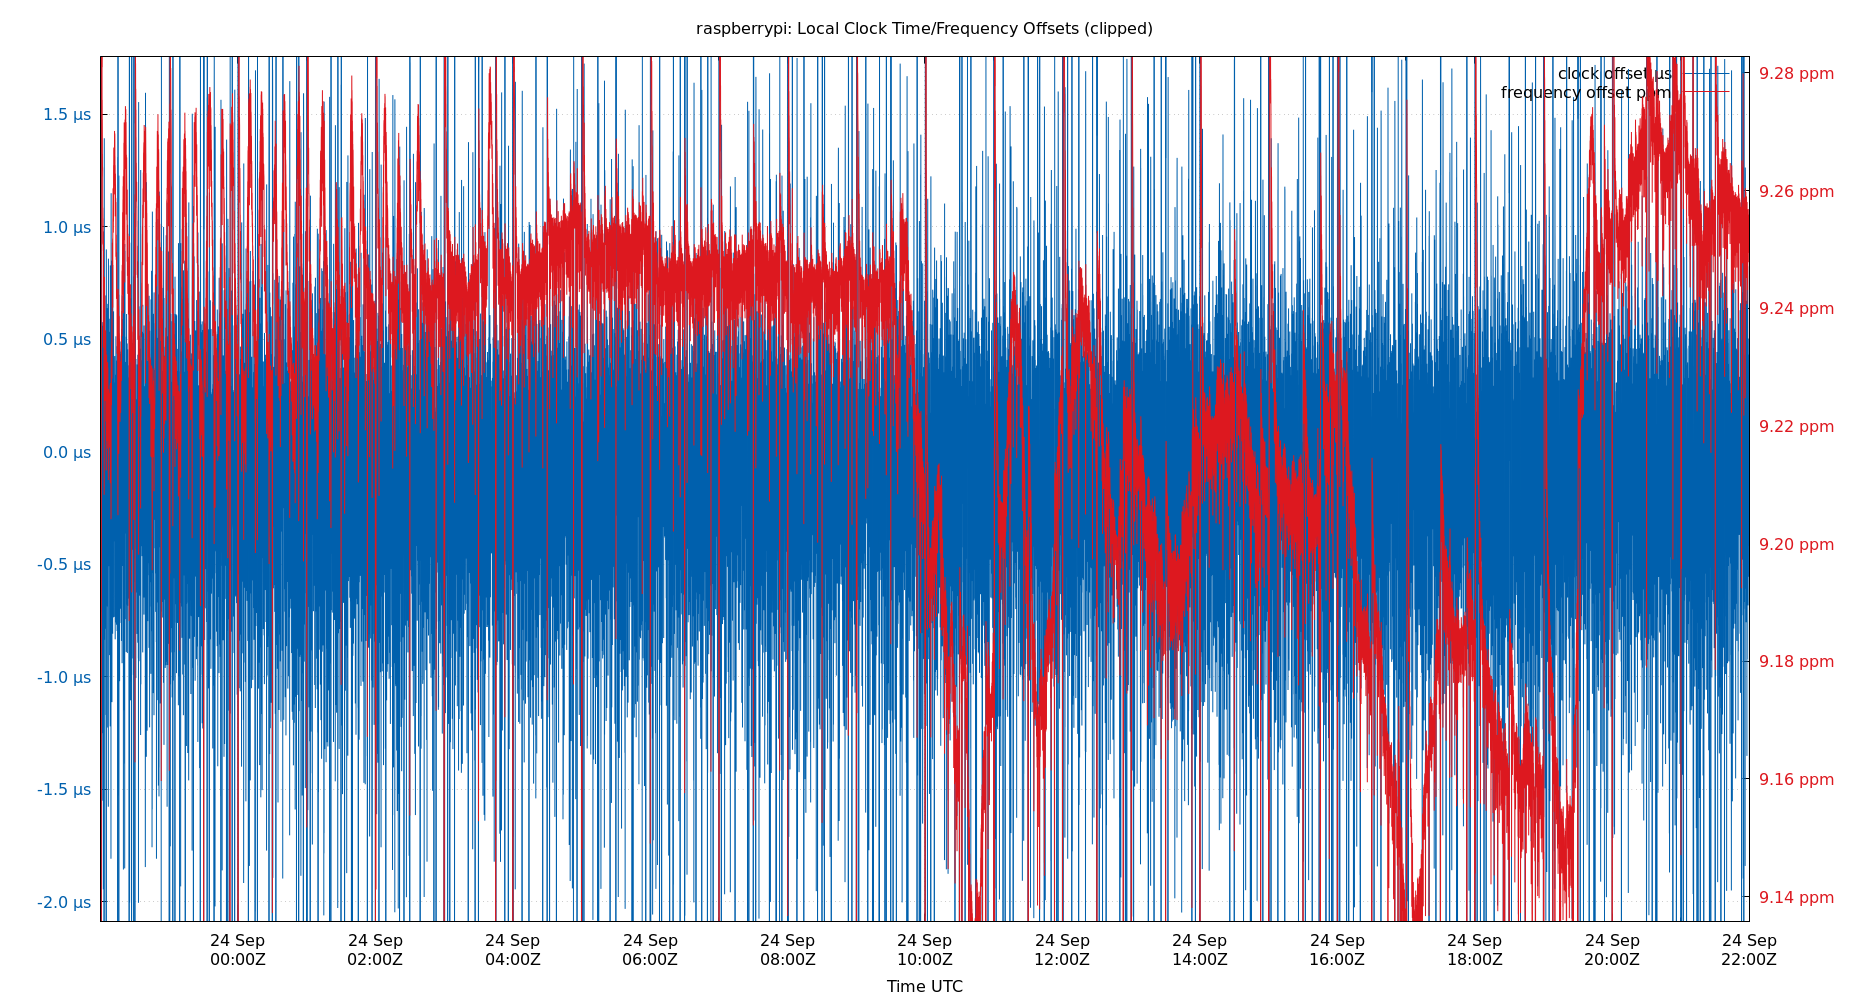 raspberrypi: Local Clock Time/Frequency Offsets (clipped)
clock offset µs
frequency offset ppm
1.5 µs
1.0 µs
0.5 µs
0.0 µs
-0.5 µs
-1.0 µs
-1.5 µs
-2.0 µs
9.28 ppm
9.26 ppm
9.24 ppm
9.22 ppm
9.20 ppm
9.18 ppm
9.16 ppm
9.14 ppm
24 Sep 24 Sep 24 Sep 24 Sep 24 Sep 24 Sep 24 Sep 24 Sep 24 Sep 24 Sep 24 Sep 24 Sep
00:00Z 02:00Z 04:00Z 06:00Z 08:00Z 10:00Z 12:00Z 14:00Z 16:00Z 18:00Z 20:00Z 22:00Z
Time UTC